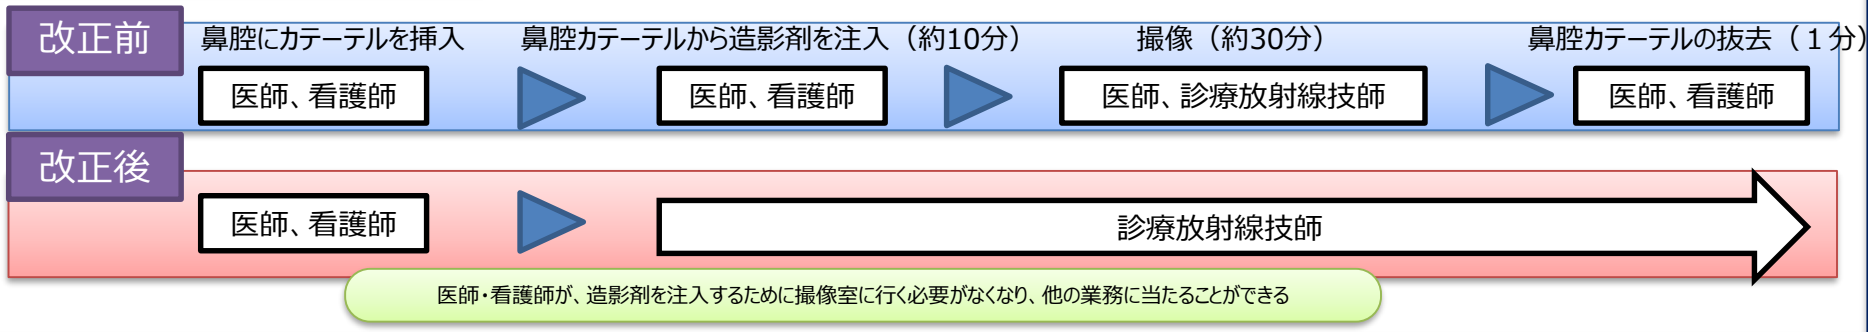 改正前
鼻腔にカテーテルを挿入
鼻腔カテーテルから造影剤を注入（約10分）
撮像（約30分）
鼻腔カテーテルの抜去（１分）
医師、看護師
医師、看護師
医師、診療放射線技師
医師、看護師
改正後
医師、看護師
診療放射線技師
医師・看護師が、造影剤を注入するために撮像室に行く必要がなくなり、他の業務に当たることができる